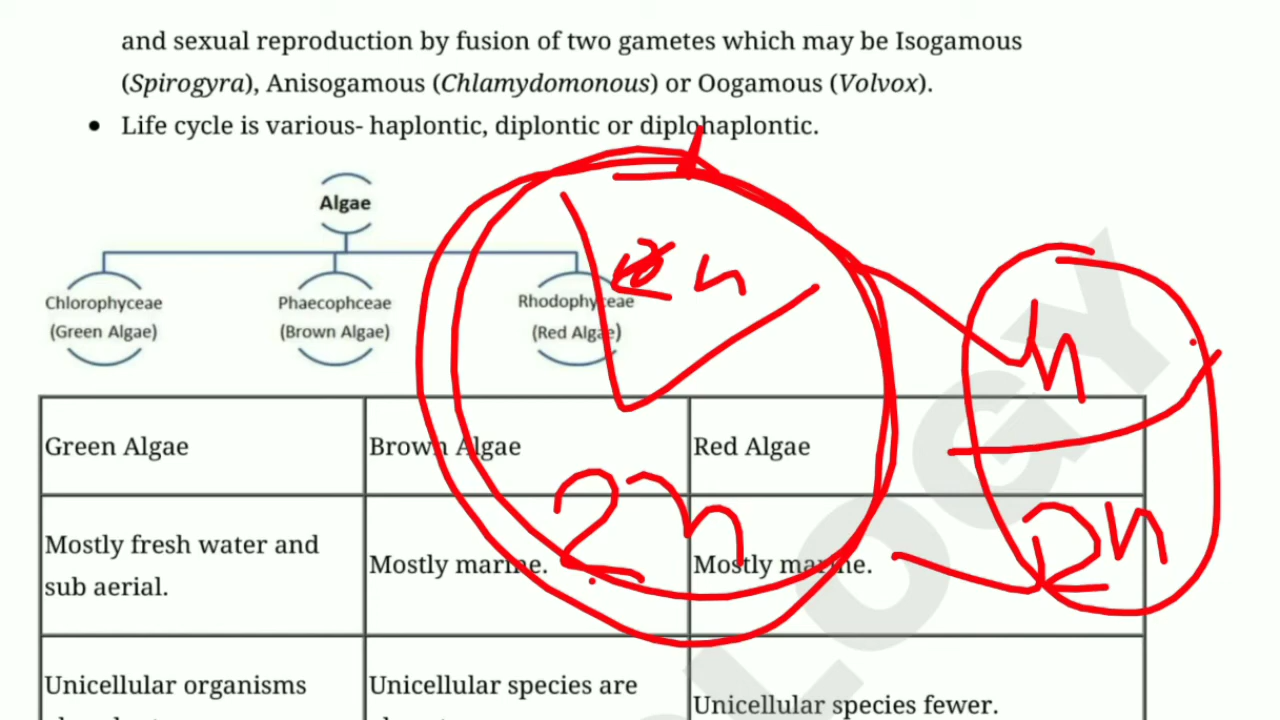 and sexual reproduction by fusion of two gametes which may be Isogamous
(Spirogyra), Anisogamous (Chlamydomonous) or Oogamous (Volvox).
• Life cycle is various- haplontic, diplontic or diplohaplontic.
Algae
Chlorophyceae
(Green Algae)
Phaecophceae
(Brown Algae)
Rhodophyceae
(Red Algae)
n
n
2n
2n
Green Algae
Brown Algae
Red Algae
Mostly fresh water and
sub aerial.
Mostly marine.
Mostly marine.
Unicellular organisms
Unicellular species are
Unicellular species fewer.
LOGY